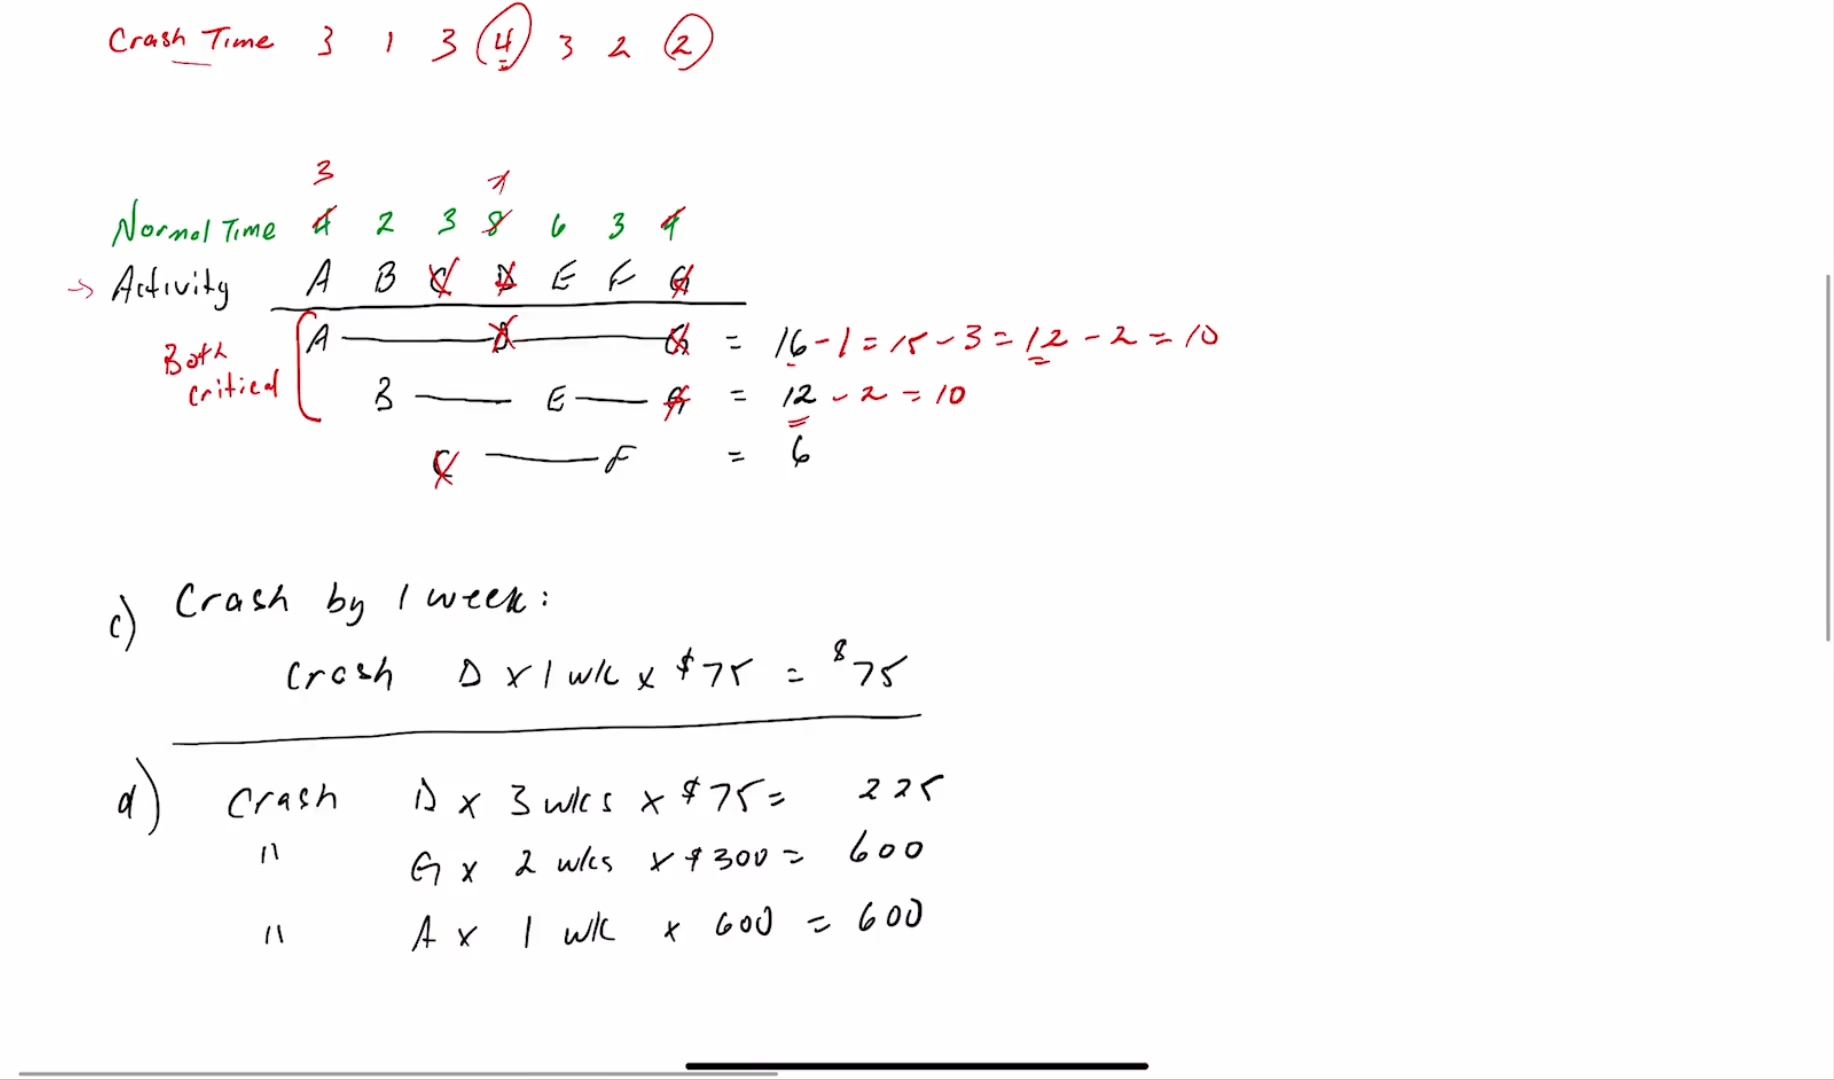 Crash Time 3 1 3 4 3 2 2
3 7
Normal Time 4 2 3 8 6 3 4
→ Activity A B C D E F G
Both critical
A — D — G = 16 - 1 = 15 - 3 = 12 - 2 = 10
B — E — G = 12 - 2 = 10
C — F = 6
c) Crash by 1 week:
Crash D x 1 wk x $75 = $75
d) Crash D x 3 wks x $75 = 225
" G x 2 wks x $300 = 600
" A x 1 wk x 600 = 600